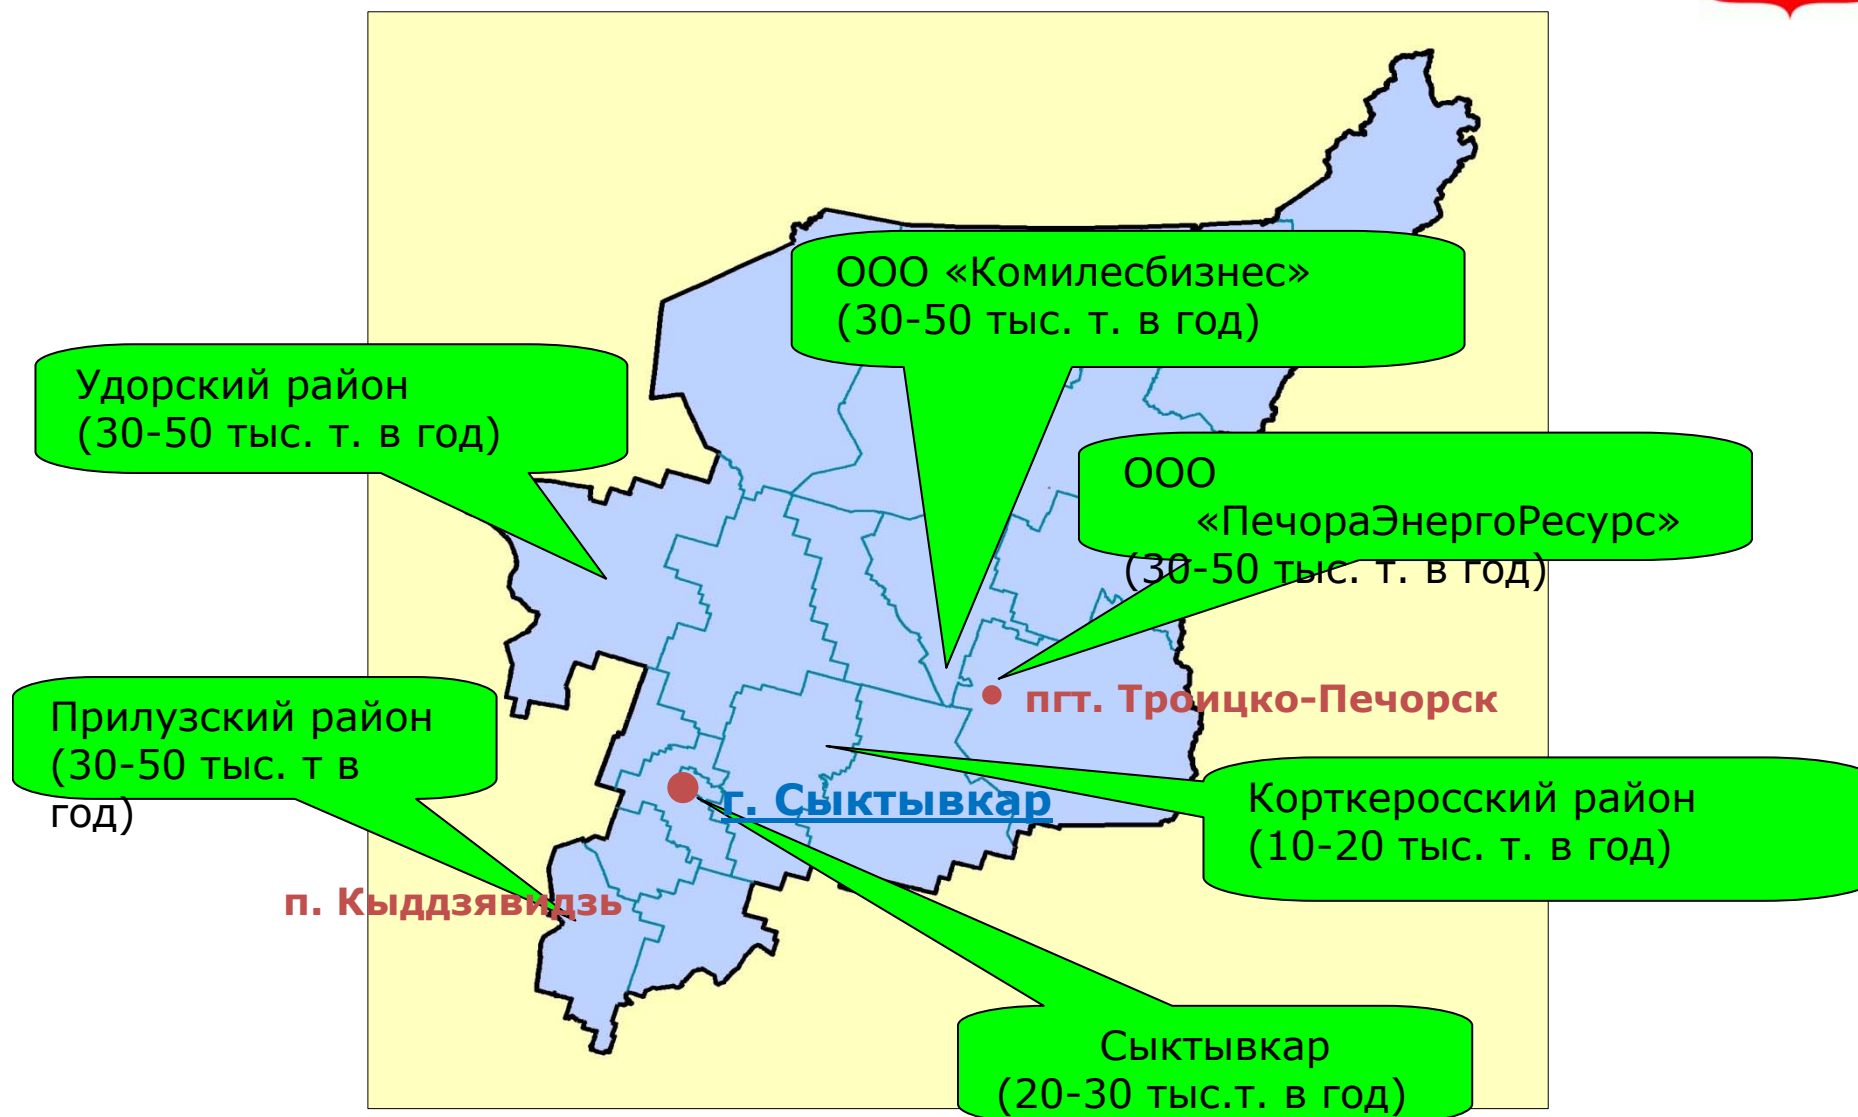 ООО «Комилесбизнес»
(30-50 тыс. т. в год)
Удорский район
(30-50 тыс. т. в год)
ООО
«ПечораЭнергоРесурс»
(30-50 тыс. т. в год)
пгт. Троицко-Печорск
Прилузский район
(30-50 тыс. т в
год)
г. Сыктывкар
Корткеросский район
(10-20 тыс. т. в год)
п. Кыддзявидзь
Сыктывкар
(20-30 тыс.т. в год)